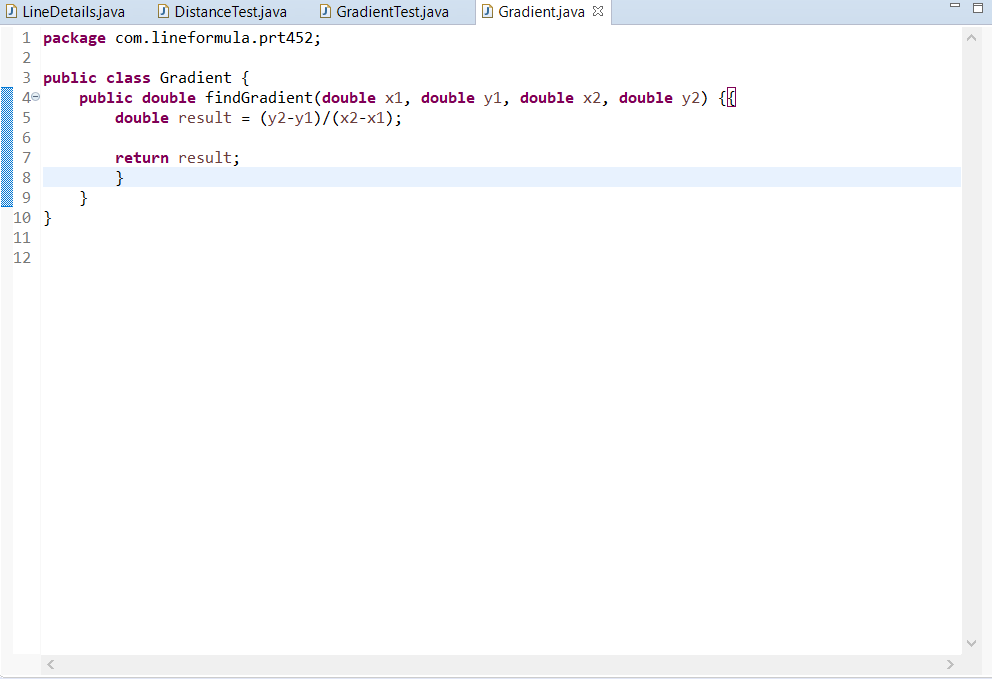 LineDetails.java DistanceTest.java GradientTest.java Gradient.java
1 package com.lineformula.prt452;
2
3 public class Gradient {
4 public double findGradient(double x1, double y1, double x2, double y2) {{
5 double result = (y2-y1)/(x2-x1);
6
7 return result;
8 }
9 }
10 }
11
12